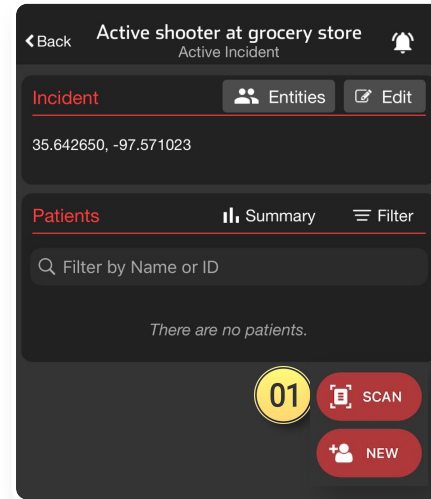 Back
Active shooter at grocery store
Active Incident
Incident
Entities
Edit
35.642650, -97.571023
Patients
Summary
Filter
Filter by Name or ID
There are no patients.
01
SCAN
NEW